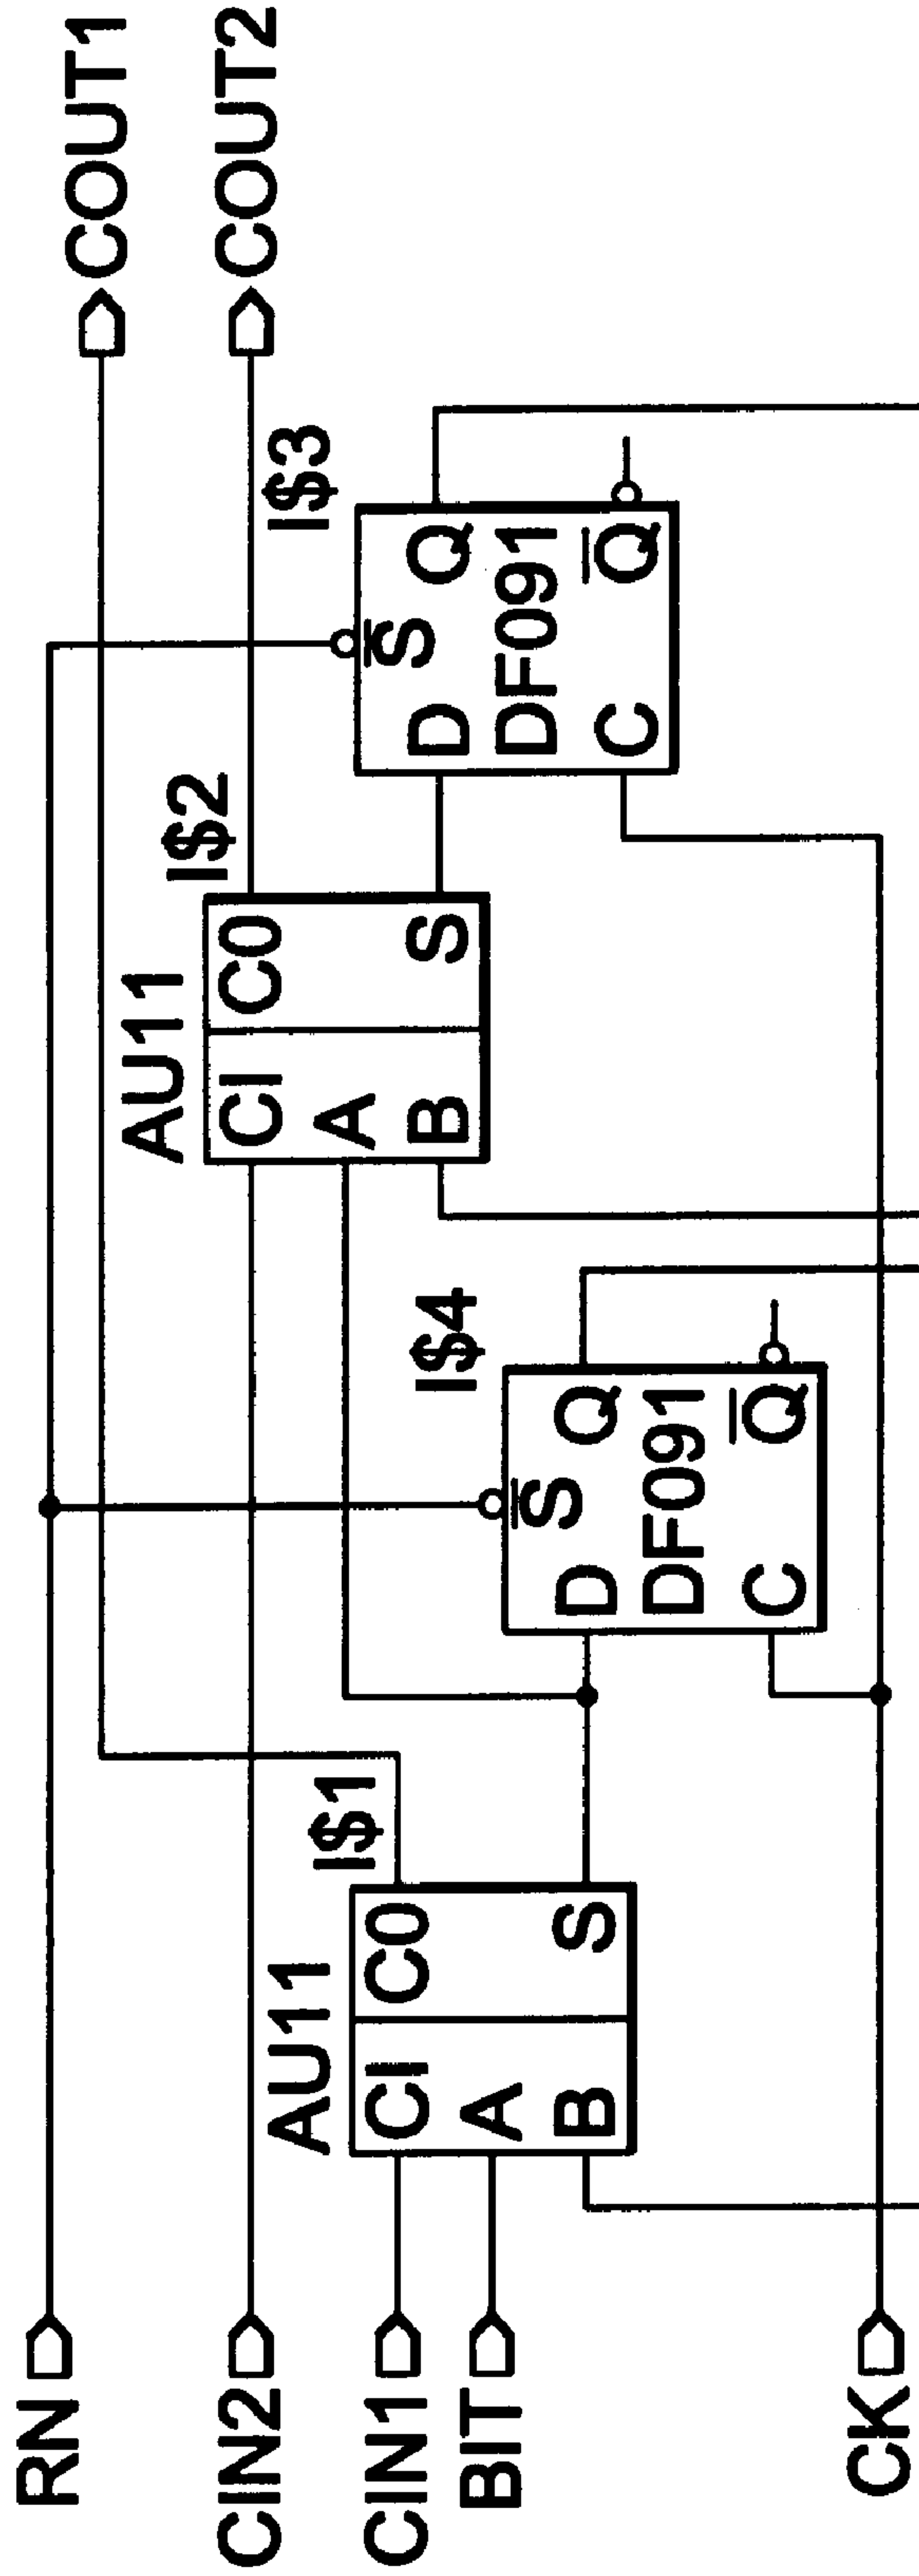 RN
CIN2
CIN1
BIT
CK
AU11
I$1
CI
C0
A
B
S
I$4
S
D
Q
DF091
C
Q
AU11
I$2
CI
C0
A
B
S
I$3
S
D
Q
DF091
C
Q
COUT1
COUT2